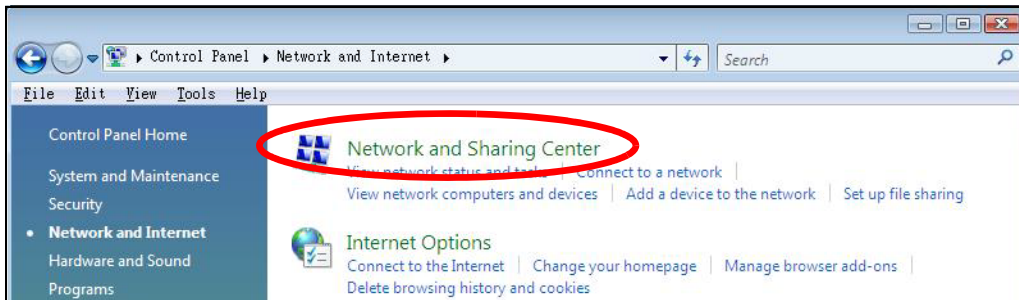 Control Panel Network and Internet Search
File Edit View Tools Help
Control Panel Home
System and Maintenance
Security
Network and Internet
Hardware and Sound
Programs
Network and Sharing Center
View network status and tasks Connect to a network
View network computers and devices Add a device to the network Set up file sharing
Internet Options
Connect to the Internet Change your homepage Manage browser add-ons
Delete browsing history and cookies